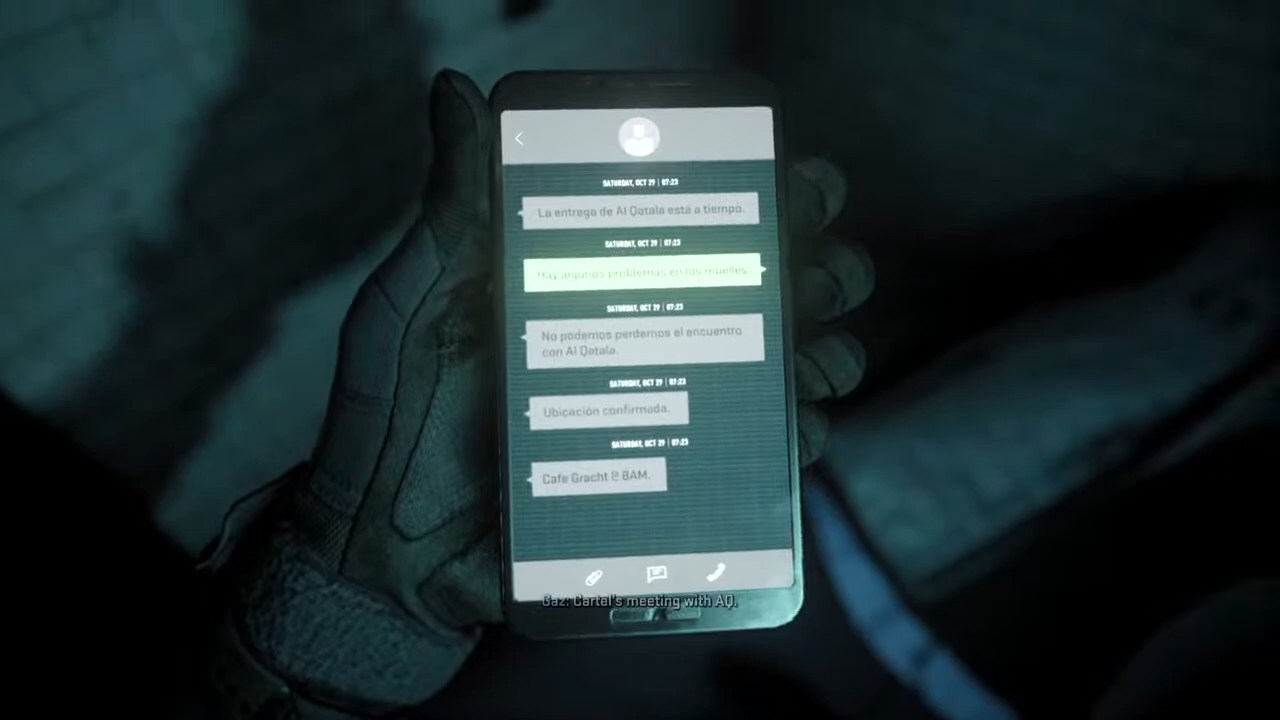 SATURDAY, OCT 29 | 07:23
La entrega de Al Qatala está a tiempo.
SATURDAY, OCT 29 | 07:23
Hay algunos problemas en los muelles.
SATURDAY, OCT 29 | 07:23
No podemos perdernos el encuentro
con Al Qatala.
SATURDAY, OCT 29 | 07:23
Ubicación confirmada.
SATURDAY, OCT 29 | 07:23
Cafe Gracht @ 8AM.
Gaz: Cartel's meeting with AQ.